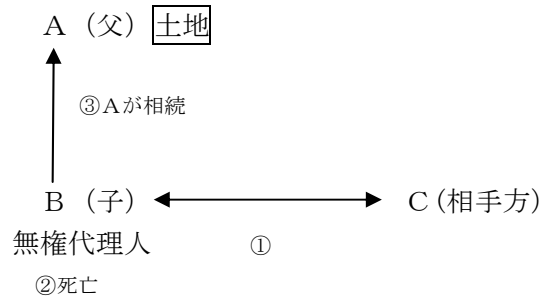 A（父）土地
③Aが相続
B（子） C（相手方）
無権代理人 ①
②死亡